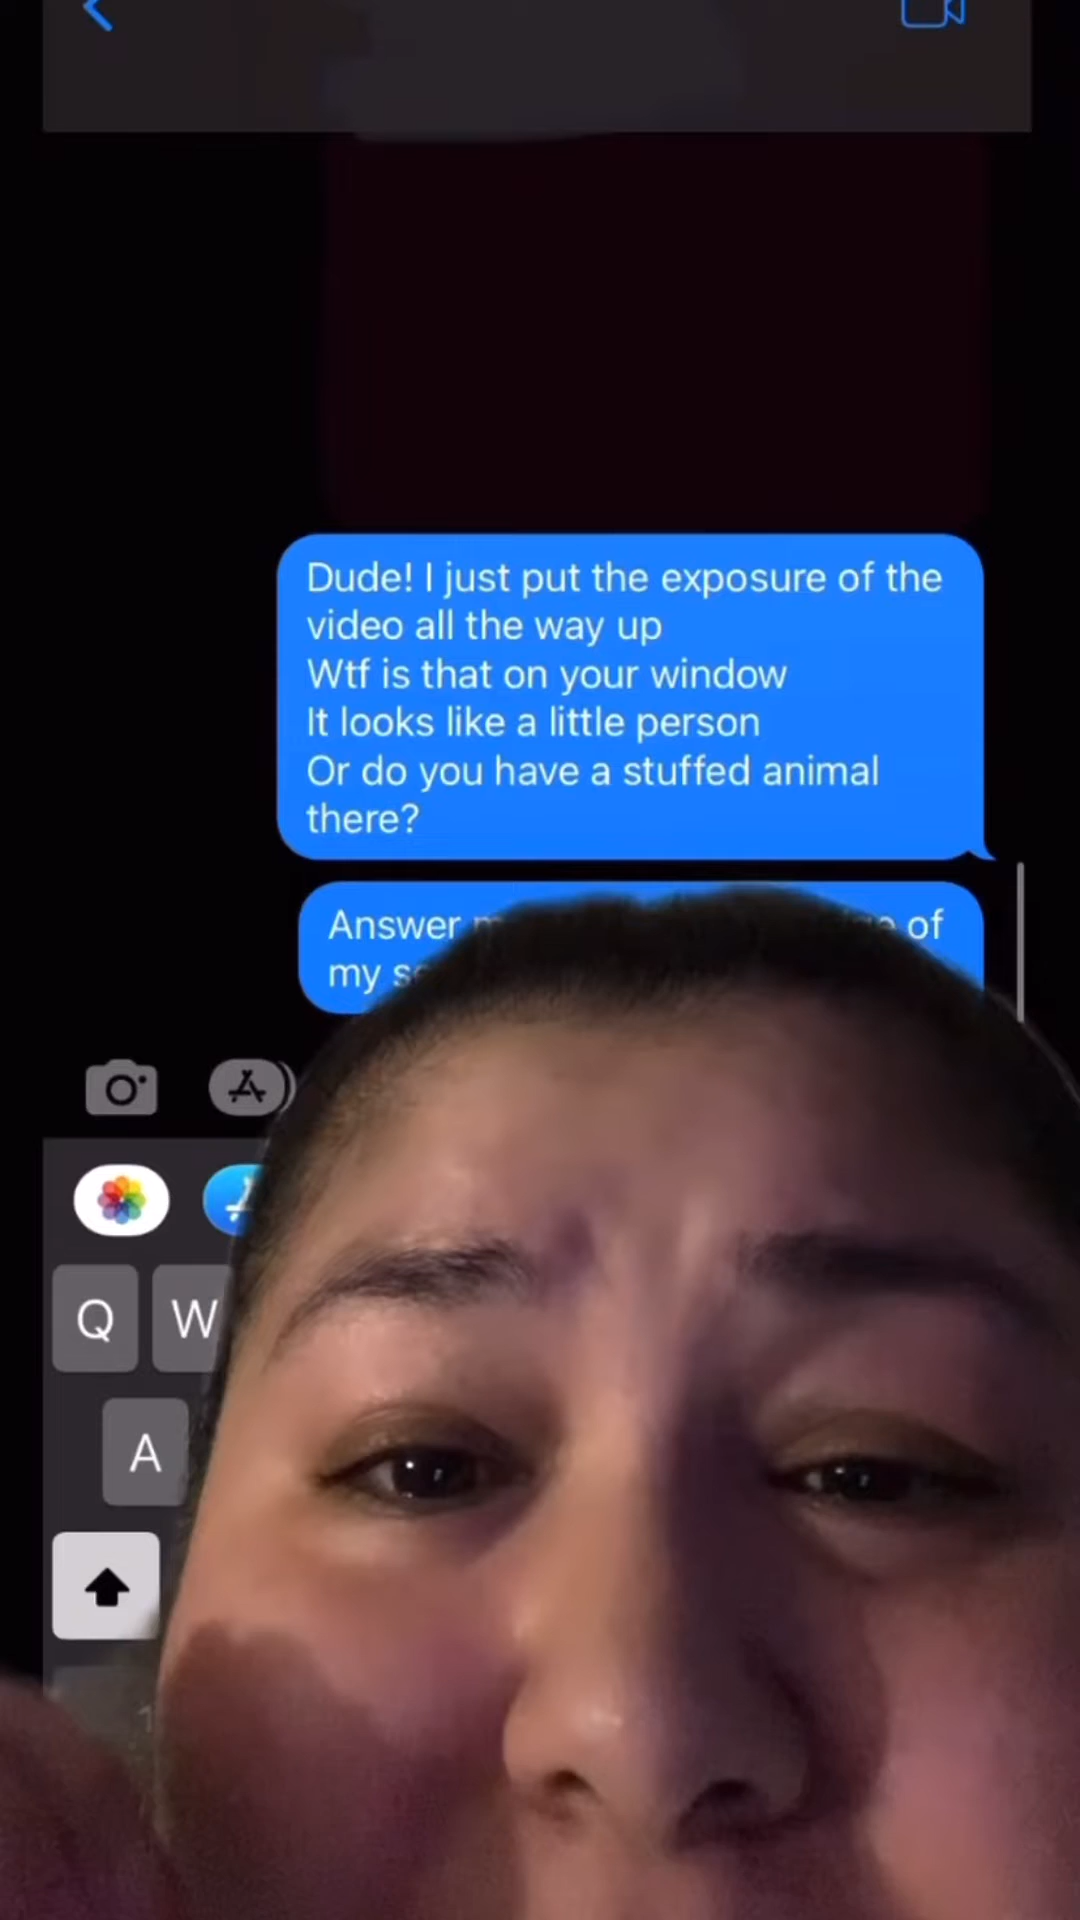 Dude! I just put the exposure of the
video all the way up
Wtf is that on your window
It looks like a little person
Or do you have a stuffed animal
there?
Answer of
my
Q W
A